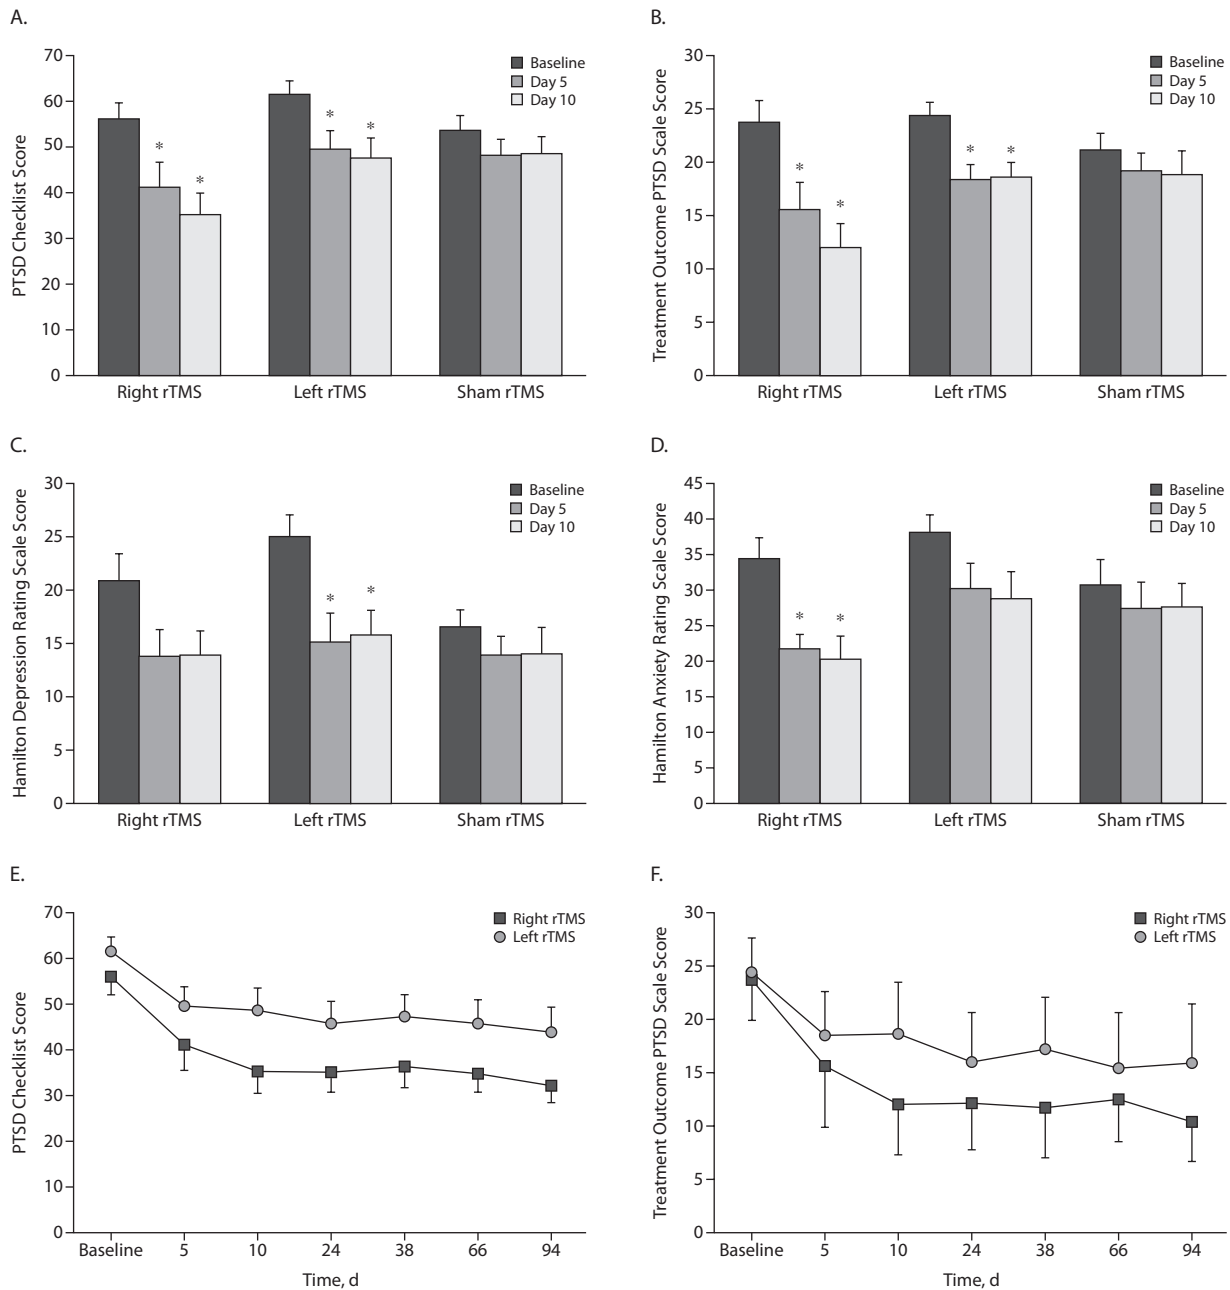 A.
PTSD Checklist Score
70
60
50
40
30
20
10
0
Baseline
Day 5
Day 10
*
*
*
*
Right rTMS
Left rTMS
Sham rTMS
B.
Treatment Outcome PTSD Scale Score
30
25
20
15
10
5
0
Baseline
Day 5
Day 10
*
*
*
*
Right rTMS
Left rTMS
Sham rTMS
C.
Hamilton Depression Rating Scale Score
30
25
20
15
10
5
0
Baseline
Day 5
Day 10
*
*
Right rTMS
Left rTMS
Sham rTMS
D.
Hamilton Anxiety Rating Scale Score
45
40
35
30
25
20
15
10
5
0
Baseline
Day 5
Day 10
*
*
Right rTMS
Left rTMS
Sham rTMS
E.
PTSD Checklist Score
70
60
50
40
30
20
10
0
Right rTMS
Left rTMS
Baseline 5 10 24 38 66 94
Time, d
F.
Treatment Outcome PTSD Scale Score
30
25
20
15
10
5
0
Right rTMS
Left rTMS
Baseline 5 10 24 38 66 94
Time, d